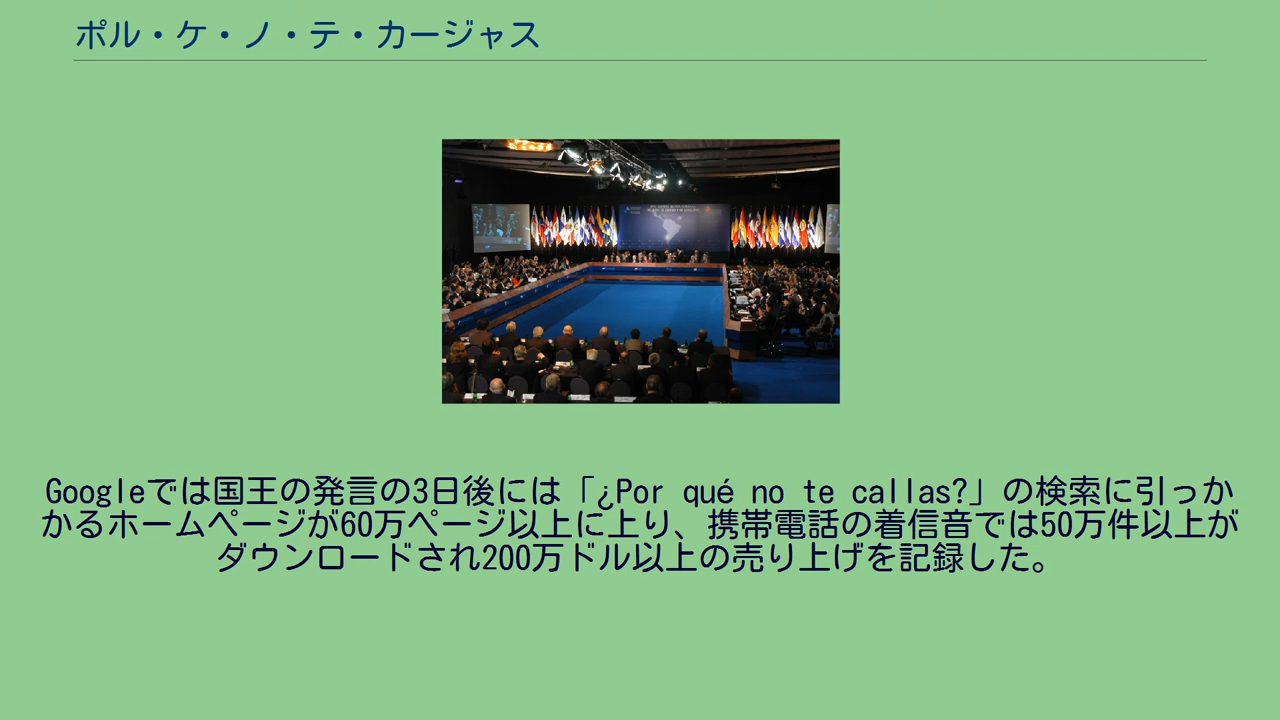 ポル・ケ・ノ・テ・カージャス
Googleでは国王の発言の3日後には「¿Por qué no te callas?」の検索に引っか
かるホームページが60万ページ以上に上り、携帯電話の着信音では50万件以上が
ダウンロードされ200万ドル以上の売り上げを記録した。